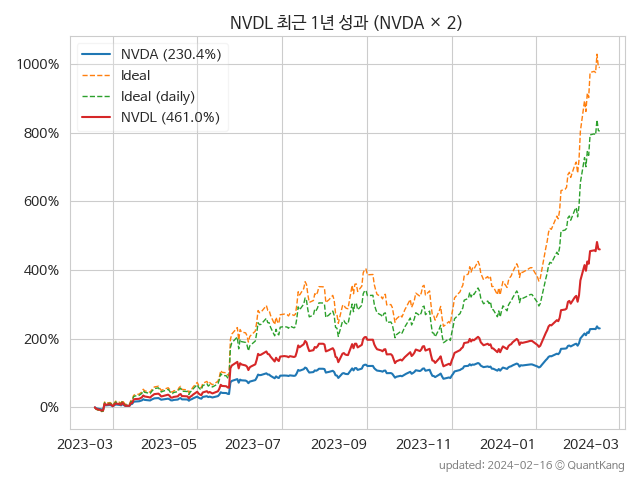 NVDL 최근 1년 성과 (NVDA × 2)
NVDA (230.4%)
Ideal
Ideal (daily)
NVDL (461.0%)
1000%
800%
600%
400%
200%
0%
2023-03 2023-05 2023-07 2023-09 2023-11 2024-01 2024-03
updated: 2024-02-16 © QuantKang